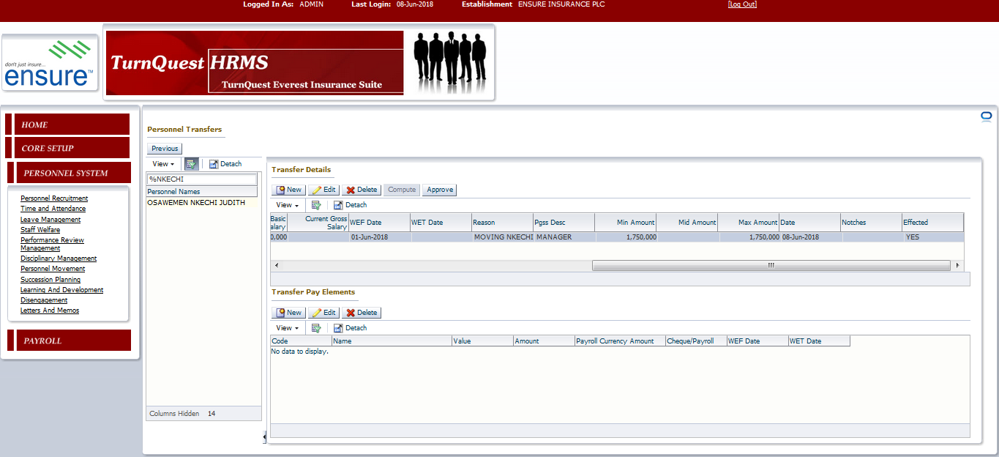 Logged In As: ADMIN Last Login: 08-Jun-2018 Establishment ENSURE INSURANCE PLC [Log Out]
don't just insure...
ensure™
TurnQuest HRMS
TurnQuest Everest Insurance Suite
HOME
CORE SETUP
PERSONNEL SYSTEM
Personnel Recruitment
Time and Attendance
Leave Management
Staff Welfare
Performance Review
Management
Disciplinary Management
Personnel Movement
Succession Planning
Learning And Development
Disengagement
Letters And Memos
PAYROLL
Personnel Transfers
Previous
View Detach
%NKECHI
Personnel Names
OSAWEMEN NKECHI JUDITH
Columns Hidden 14
Transfer Details
New Edit Delete Compute Approve
View Detach
Basic Current Gross
alary Salary WEF Date WET Date Reason Pgss Desc Min Amount Mid Amount Max Amount Date Notches Effected
0,000 01-Jun-2018 MOVING NKECHI MANAGER 1,750,000 1,750,000 08-Jun-2018 YES
Transfer Pay Elements
New Edit Delete
View Detach
Code Name Value Amount Payroll Currency Amount Cheque/Payroll WEF Date WET Date
No data to display.